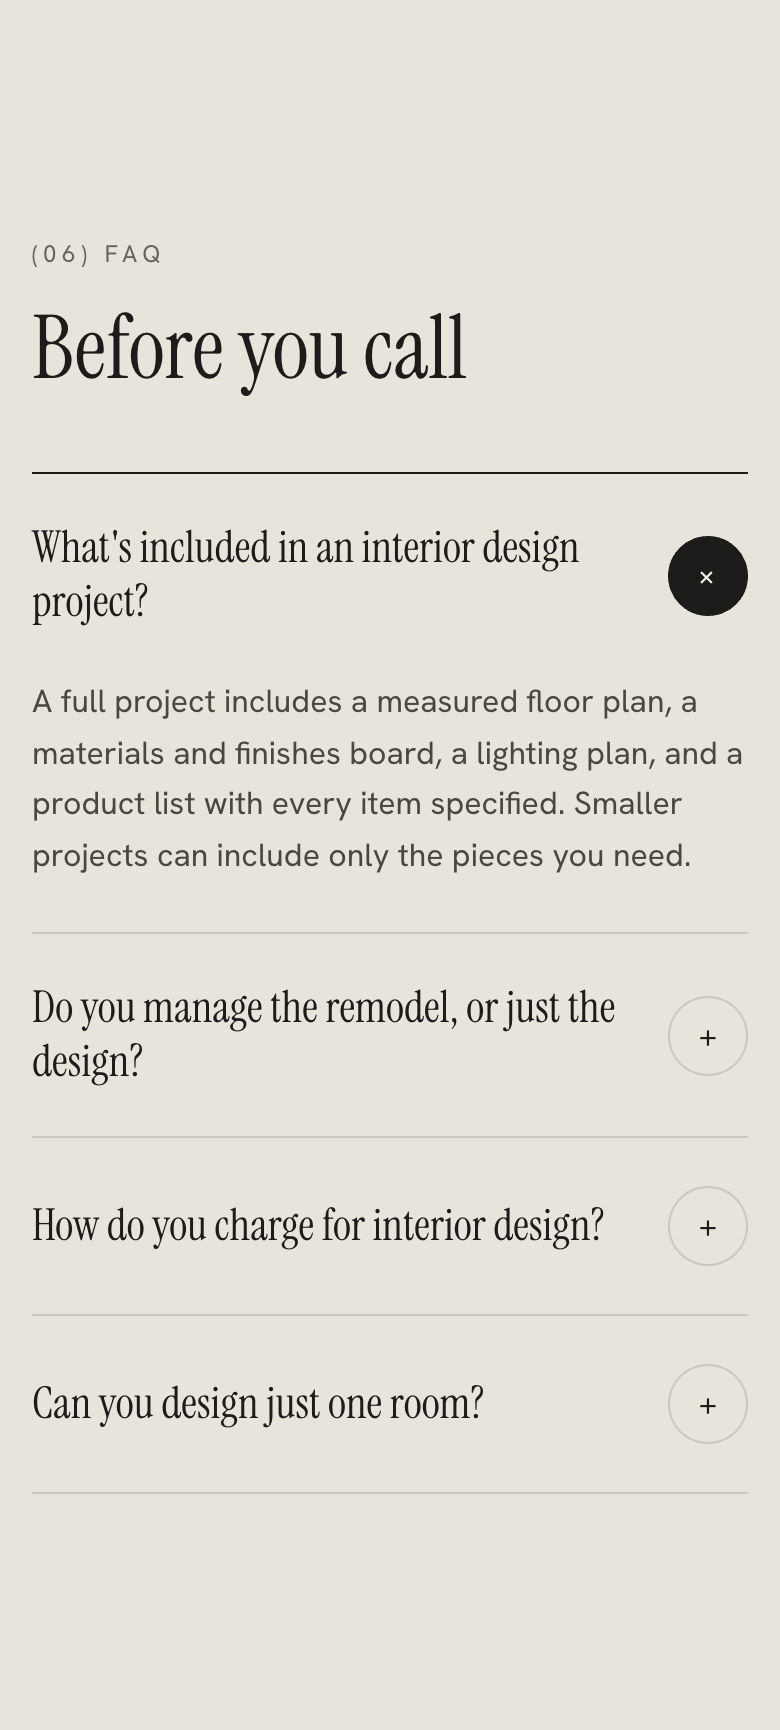 (06) FAQ
Before you call
What's included in an interior design
project?
×
A full project includes a measured floor plan, a
materials and finishes board, a lighting plan, and a
product list with every item specified. Smaller
projects can include only the pieces you need.
Do you manage the remodel, or just the
design?
+
How do you charge for interior design?
+
Can you design just one room?
+